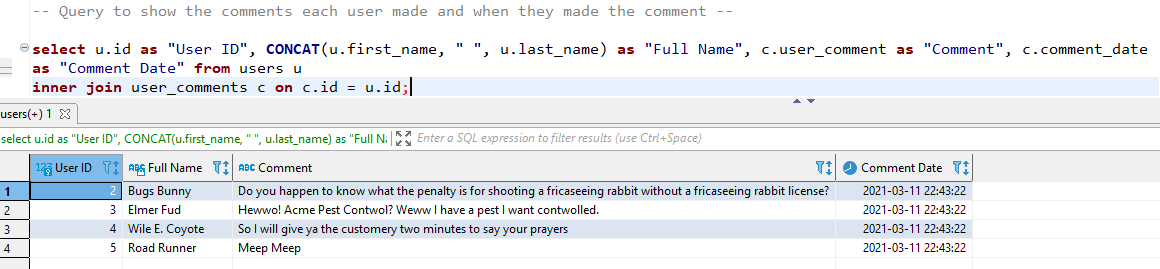 -- Query to show the comments each user made and when they made the comment --
select u.id as "User ID", CONCAT(u.first_name, " ", u.last_name) as "Full Name", c.user_comment as "Comment", c.comment_date
as "Comment Date" from users u
inner join user_comments c on c.id = u.id;
users(+) 1
select u.id as "User ID", CONCAT(u.first_name, " ", u.last_name) as "Full Na Enter a SQL expression to filter results (use Ctrl+Space)
123 User ID ABC Full Name ABC Comment Comment Date
1 2 Bugs Bunny Do you happen to know what the penalty is for shooting a fricaseeing rabbit without a fricaseeing rabbit license? 2021-03-11 22:43:22
2 3 Elmer Fud Hewwo! Acme Pest Contwol? Weww I have a pest I want contwolled. 2021-03-11 22:43:22
3 4 Wile E. Coyote So I will give ya the customery two minutes to say your prayers 2021-03-11 22:43:22
4 5 Road Runner Meep Meep 2021-03-11 22:43:22